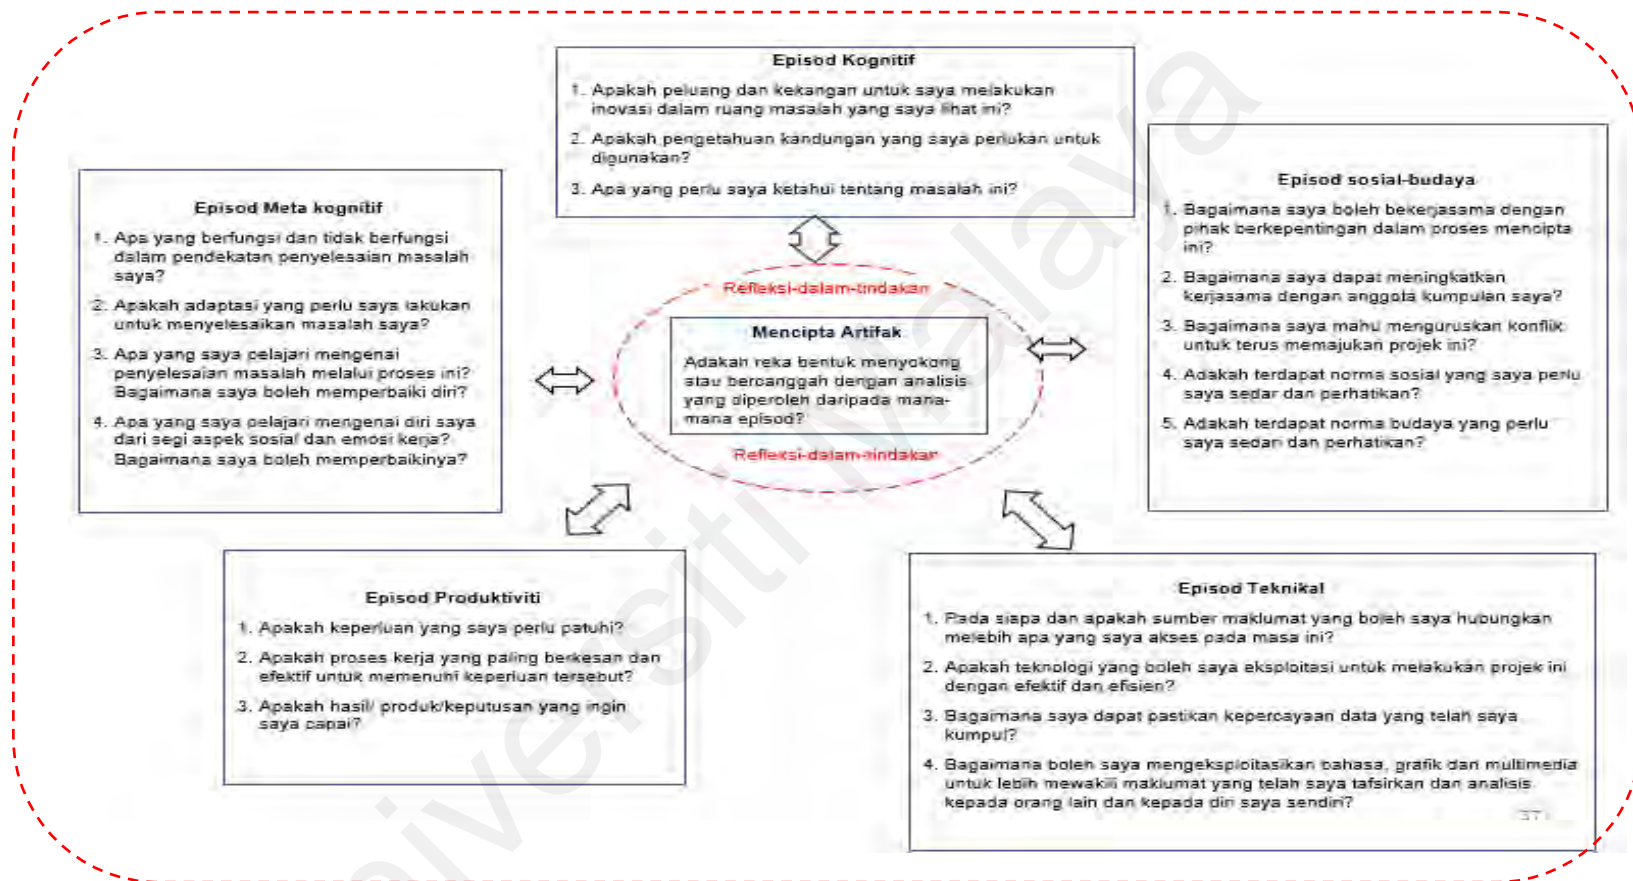 Episod Kognitif
1. Apakah peluang dan kekangan untuk saya melakukan
inovasi dalam ruang masalah yang saya lihat ini?
2. Apakah pengetahuan kandungan yang saya perlukan untuk
digunakan?
3. Apa yang perlu saya ketahui tentang masalah ini?
Episod Meta kognitif
1. Apa yang berfungsi dan tidak berfungsi
dalam pendekatan penyelesaian masalah
saya?
2. Apakah adaptasi yang perlu saya lakukan
untuk menyelesaikan masalah saya?
3. Apa yang saya pelajari mengenai
penyelesaian masalah melalui proses ini?
Bagaimana saya boleh memperbaiki diri?
4. Apa yang saya pelajari mengenai diri saya
dari segi aspek sosial dan emosi kerja?
Bagaimana saya boleh memperbaikinya?
Refleksi-dalam-tindakan
Mencipta Artifak
Adakah reka bentuk menyokong
atau bercanggah dengan analisis
yang diperoleh daripada mana-
mana episod?
Refleksi-dalam-tindakan
Episod sosial-budaya
1. Bagaimana saya boleh bekerjasama dengan
pihak berkepentingan dalam proses mencipta
ini?
2. Bagaimana saya dapat meningkatkan
kerjasama dengan anggota kumpulan saya?
3. Bagaimana saya mahu menguruskan konflik
untuk terus memajukan projek ini?
4. Adakah terdapat norma sosial yang saya perlu
saya sedar dan perhatikan?
5. Adakah terdapat norma budaya yang perlu
saya sedari dan perhatikan?
Episod Produktiviti
1. Apakah keperluan yang saya perlu patuhi?
2. Apakah proses kerja yang paling berkesan dan
efektif untuk memenuhi keperluan tersebut?
3. Apakah hasil/ produk/keputusan yang ingin
saya capai?
Episod Teknikal
1. Pada siapa dan apakah sumber maklumat yang boleh saya hubungkan
melebih apa yang saya akses pada masa ini?
2. Apakah teknologi yang boleh saya eksploitasi untuk melakukan projek ini
dengan efektif dan efisien?
3. Bagaimana saya dapat pastikan kepercayaan data yang telah saya
kumpul?
4. Bagaimana boleh saya mengeksploitasikan bahasa, grafik dan multimedia
untuk lebih mewakili maklumat yang telah saya tafsirkan dan analisis
kepada orang lain dan kepada diri saya sendiri?
37
versiti Malaya